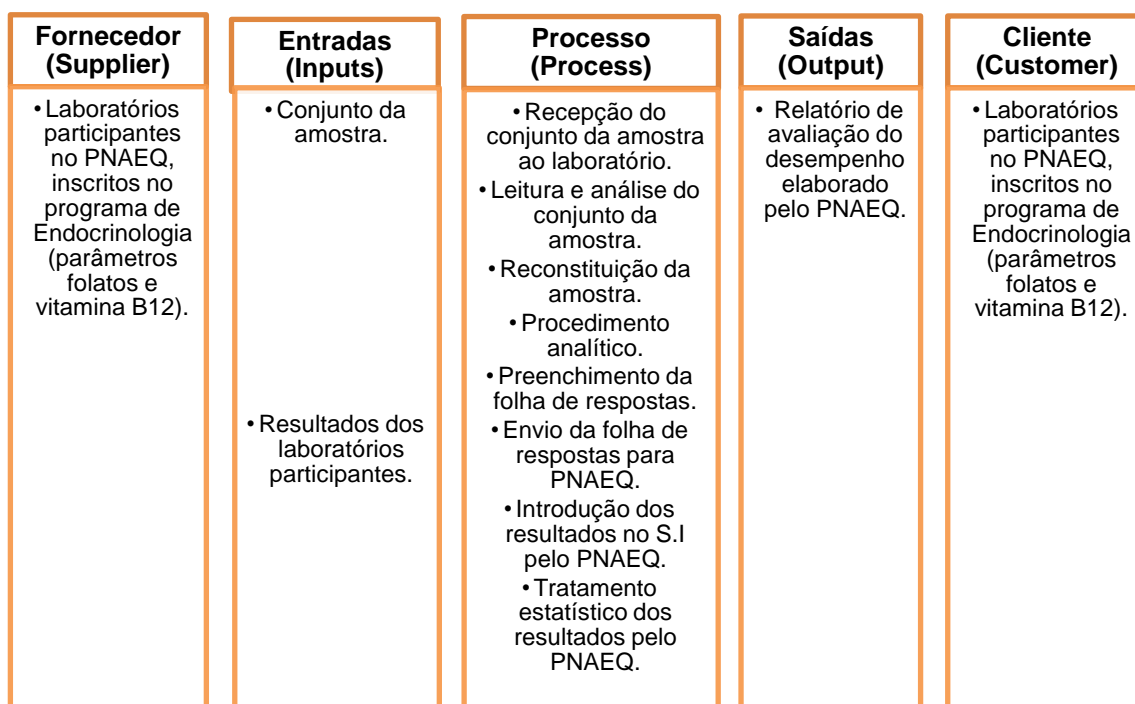 Fornecedor
(Supplier)
• Laboratórios
participantes
no PNAEQ,
inscritos no
programa de
Endocrinologia
(parâmetros
folatos e
vitamina B12).
Entradas
(Inputs)
• Conjunto da
amostra.
• Resultados dos
laboratórios
participantes.
Processo
(Process)
• Recepção do
conjunto da amostra
ao laboratório.
• Leitura e análise do
conjunto da
amostra.
• Reconstituição da
amostra.
• Procedimento
analítico.
• Preenchimento da
folha de respostas.
• Envio da folha de
respostas para
PNAEQ.
• Introdução dos
resultados no S.I
pelo PNAEQ.
• Tratamento
estatístico dos
resultados pelo
PNAEQ.
Saídas
(Output)
• Relatório de
avaliação do
desempenho
elaborado
pelo PNAEQ.
Cliente
(Customer)
• Laboratórios
participantes
no PNAEQ,
inscritos no
programa de
Endocrinologia
(parâmetros
folatos e
vitamina B12).